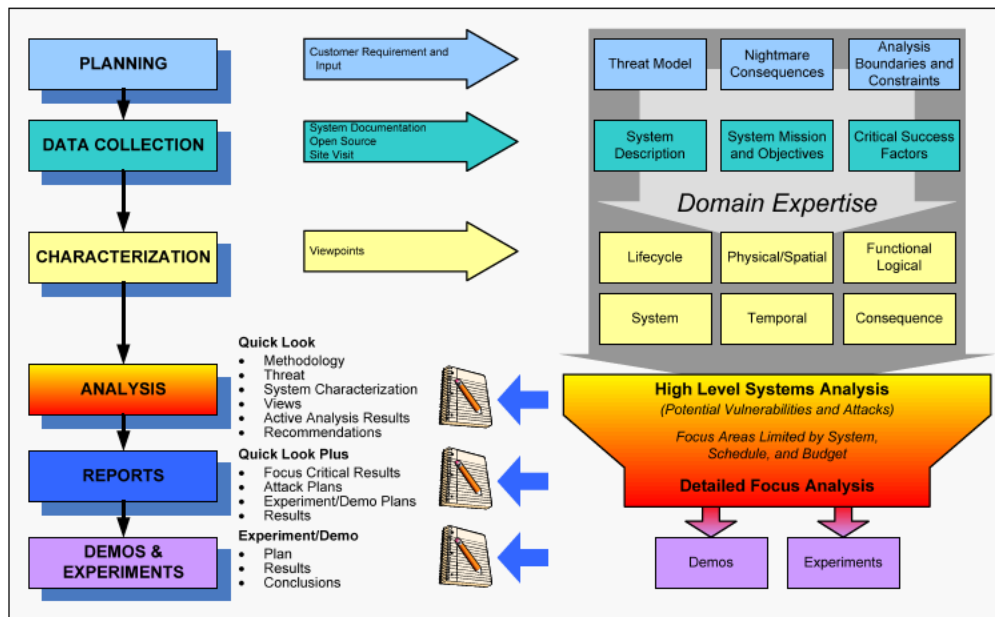 PLANNING
Customer Requirement and
Input
Threat Model
Nightmare
Consequences
Analysis
Boundaries and
Constraints
DATA COLLECTION
System Documentation
Open Source
Site Visit
System
Description
System Mission
and Objectives
Critical Success
Factors
Domain Expertise
CHARACTERIZATION
Viewpoints
Lifecycle
Physical/Spatial
Functional
Logical
System
Temporal
Consequence
ANALYSIS
Quick Look
• Methodology
• Threat
• System Characterization
• Views
• Active Analysis Results
• Recommendations
High Level Systems Analysis
(Potential Vulnerabilities and Attacks)
Focus Areas Limited by System,
Schedule, and Budget
Detailed Focus Analysis
REPORTS
Quick Look Plus
• Focus Critical Results
• Attack Plans
• Experiment/Demo Plans
• Results
DEMOS &
EXPERIMENTS
Experiment/Demo
• Plan
• Results
• Conclusions
Demos
Experiments